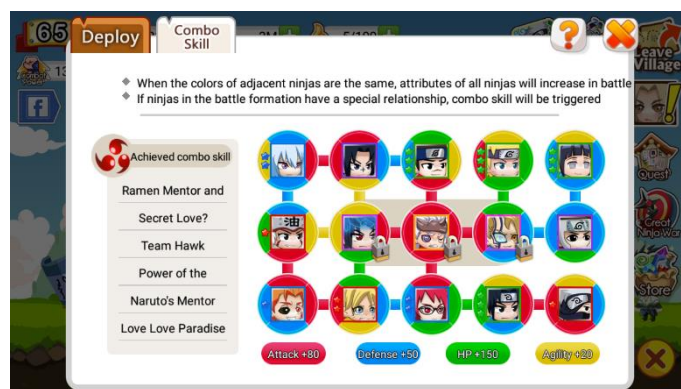 65
Deploy
Combo
Skill
5/100
Leave
Village
13
When the colors of adjacent ninjas are the same, attributes of all ninjas will increase in battle
If ninjas in the battle formation have a special relationship, combo skill will be triggered
Achieved combo skill
Ramen Mentor and
Secret Love?
Team Hawk
Power of the
Naruto's Mentor
Love Love Paradise
油
Quest
Great
Ninja War
Store
Attack +80
Defense +50
HP +150
Agility +20